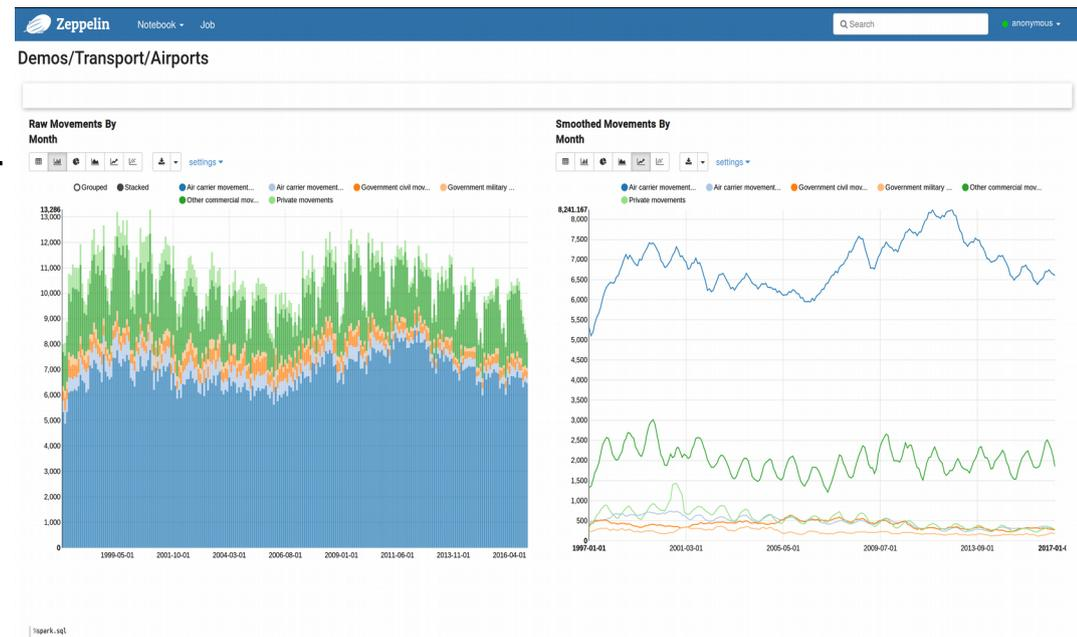 Zeppelin Notebook Job Search anonymous
Demos/Transport/Airports
Raw Movements By
Month
settings
Grouped Stacked Air carrier movement... Air carrier movement... Government civil mov... Government military ...
Other commercial mov... Private movements
13,286
13,000
12,000
11,000
10,000
9,000
8,000
7,000
6,000
5,000
4,000
3,000
2,000
1,000
0
1999-05-01 2001-10-01 2004-03-01 2006-08-01 2009-01-01 2011-06-01 2013-11-01 2016-04-01
Smoothed Movements By
Month
settings
Air carrier movement... Air carrier movement... Government civil mov... Government military ... Other commercial mov...
Private movements
8,241.167
8,000
7,500
7,000
6,500
6,000
5,500
5,000
4,500
4,000
3,500
3,000
2,500
2,000
1,500
1,000
500
0
1997-01-01 2001-03-01 2005-05-01 2009-07-01 2013-09-01 2017-01-0
%spark.sql